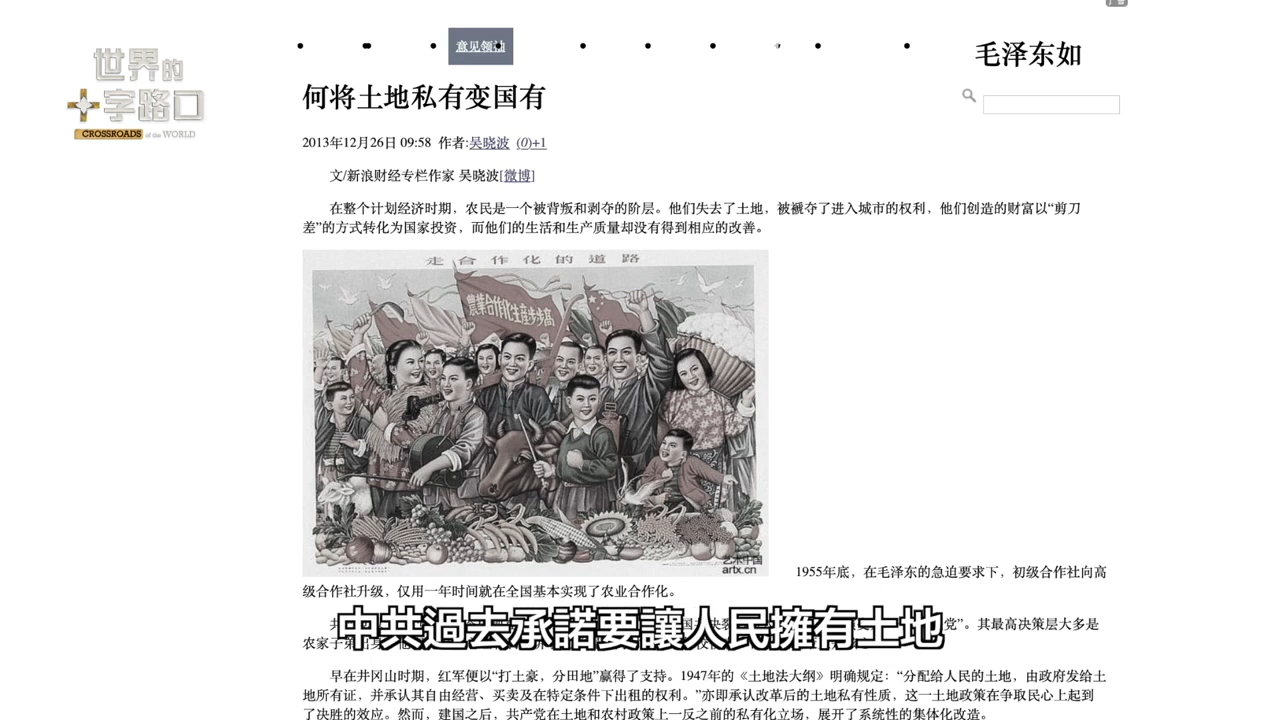 世界的
十字路口
CROSSROADS of the WORLD
意见领袖
毛泽东如
何将土地私有变国有
2013年12月26日 09:58 作者:吴晓波 (0)+1
文/新浪财经专栏作家 吴晓波[微博]
在整个计划经济时期，农民是一个被背叛和剥夺的阶层。他们失去了土地，被褫夺了进入城市的权利，他们创造的财富以“剪刀
差”的方式转化为国家投资，而他们的生活和生产质量却没有得到相应的改善。
走合作化的道路
農業合作化生產步步高
艺术中国
artx.cn
1955年底，在毛泽东的急迫要求下，初级合作社向高
级合作社升级，仅用一年时间就在全国基本实现了农业合作化。
党”。其最高决策层大多是
农家子弟出身
中共過去承諾要讓人民擁有土地
早在井冈山时期，红军便以“打土豪，分田地”赢得了支持。1947年的《土地法大纲》明确规定：“分配给人民的土地，由政府发给土
地所有证，并承认其自由经营、买卖及在特定条件下出租的权利。”亦即承认改革后的土地私有性质，这一土地政策在争取民心上起到
了决胜的效应。然而，建国之后，共产党在土地和农村政策上一反之前的私有化立场，展开了系统性的集体化改造。